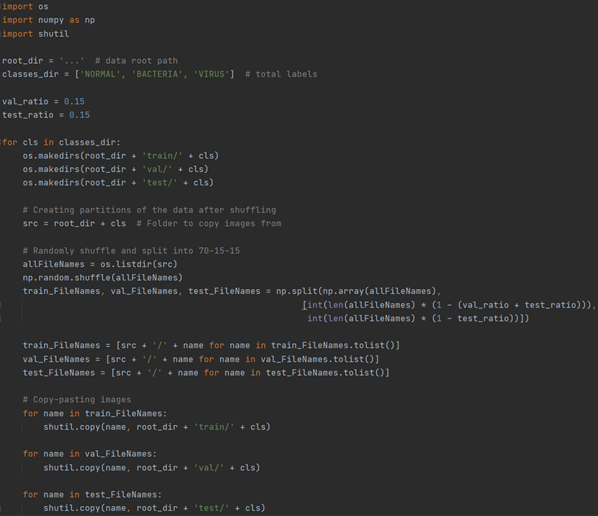 import os
import numpy as np
import shutil

root_dir = '...'  # data root path
classes_dir = ['NORMAL', 'BACTERIA', 'VIRUS']  # total labels

val_ratio = 0.15
test_ratio = 0.15

for cls in classes_dir:
    os.makedirs(root_dir + 'train/' + cls)
    os.makedirs(root_dir + 'val/' + cls)
    os.makedirs(root_dir + 'test/' + cls)

    # Creating partitions of the data after shuffling
    src = root_dir + cls  # Folder to copy images from

    # Randomly shuffle and split into 70-15-15
    allFileNames = os.listdir(src)
    np.random.shuffle(allFileNames)
    train_FileNames, val_FileNames, test_FileNames = np.split(np.array(allFileNames),
                                                              [int(len(allFileNames) * (1 - (val_ratio + test_ratio))),
                                                               int(len(allFileNames) * (1 - test_ratio))])

    train_FileNames = [src + '/' + name for name in train_FileNames.tolist()]
    val_FileNames = [src + '/' + name for name in val_FileNames.tolist()]
    test_FileNames = [src + '/' + name for name in test_FileNames.tolist()]

    # Copy-pasting images
    for name in train_FileNames:
        shutil.copy(name, root_dir + 'train/' + cls)

    for name in val_FileNames:
        shutil.copy(name, root_dir + 'val/' + cls)

    for name in test_FileNames:
        shutil.copy(name, root_dir + 'test/' + cls)